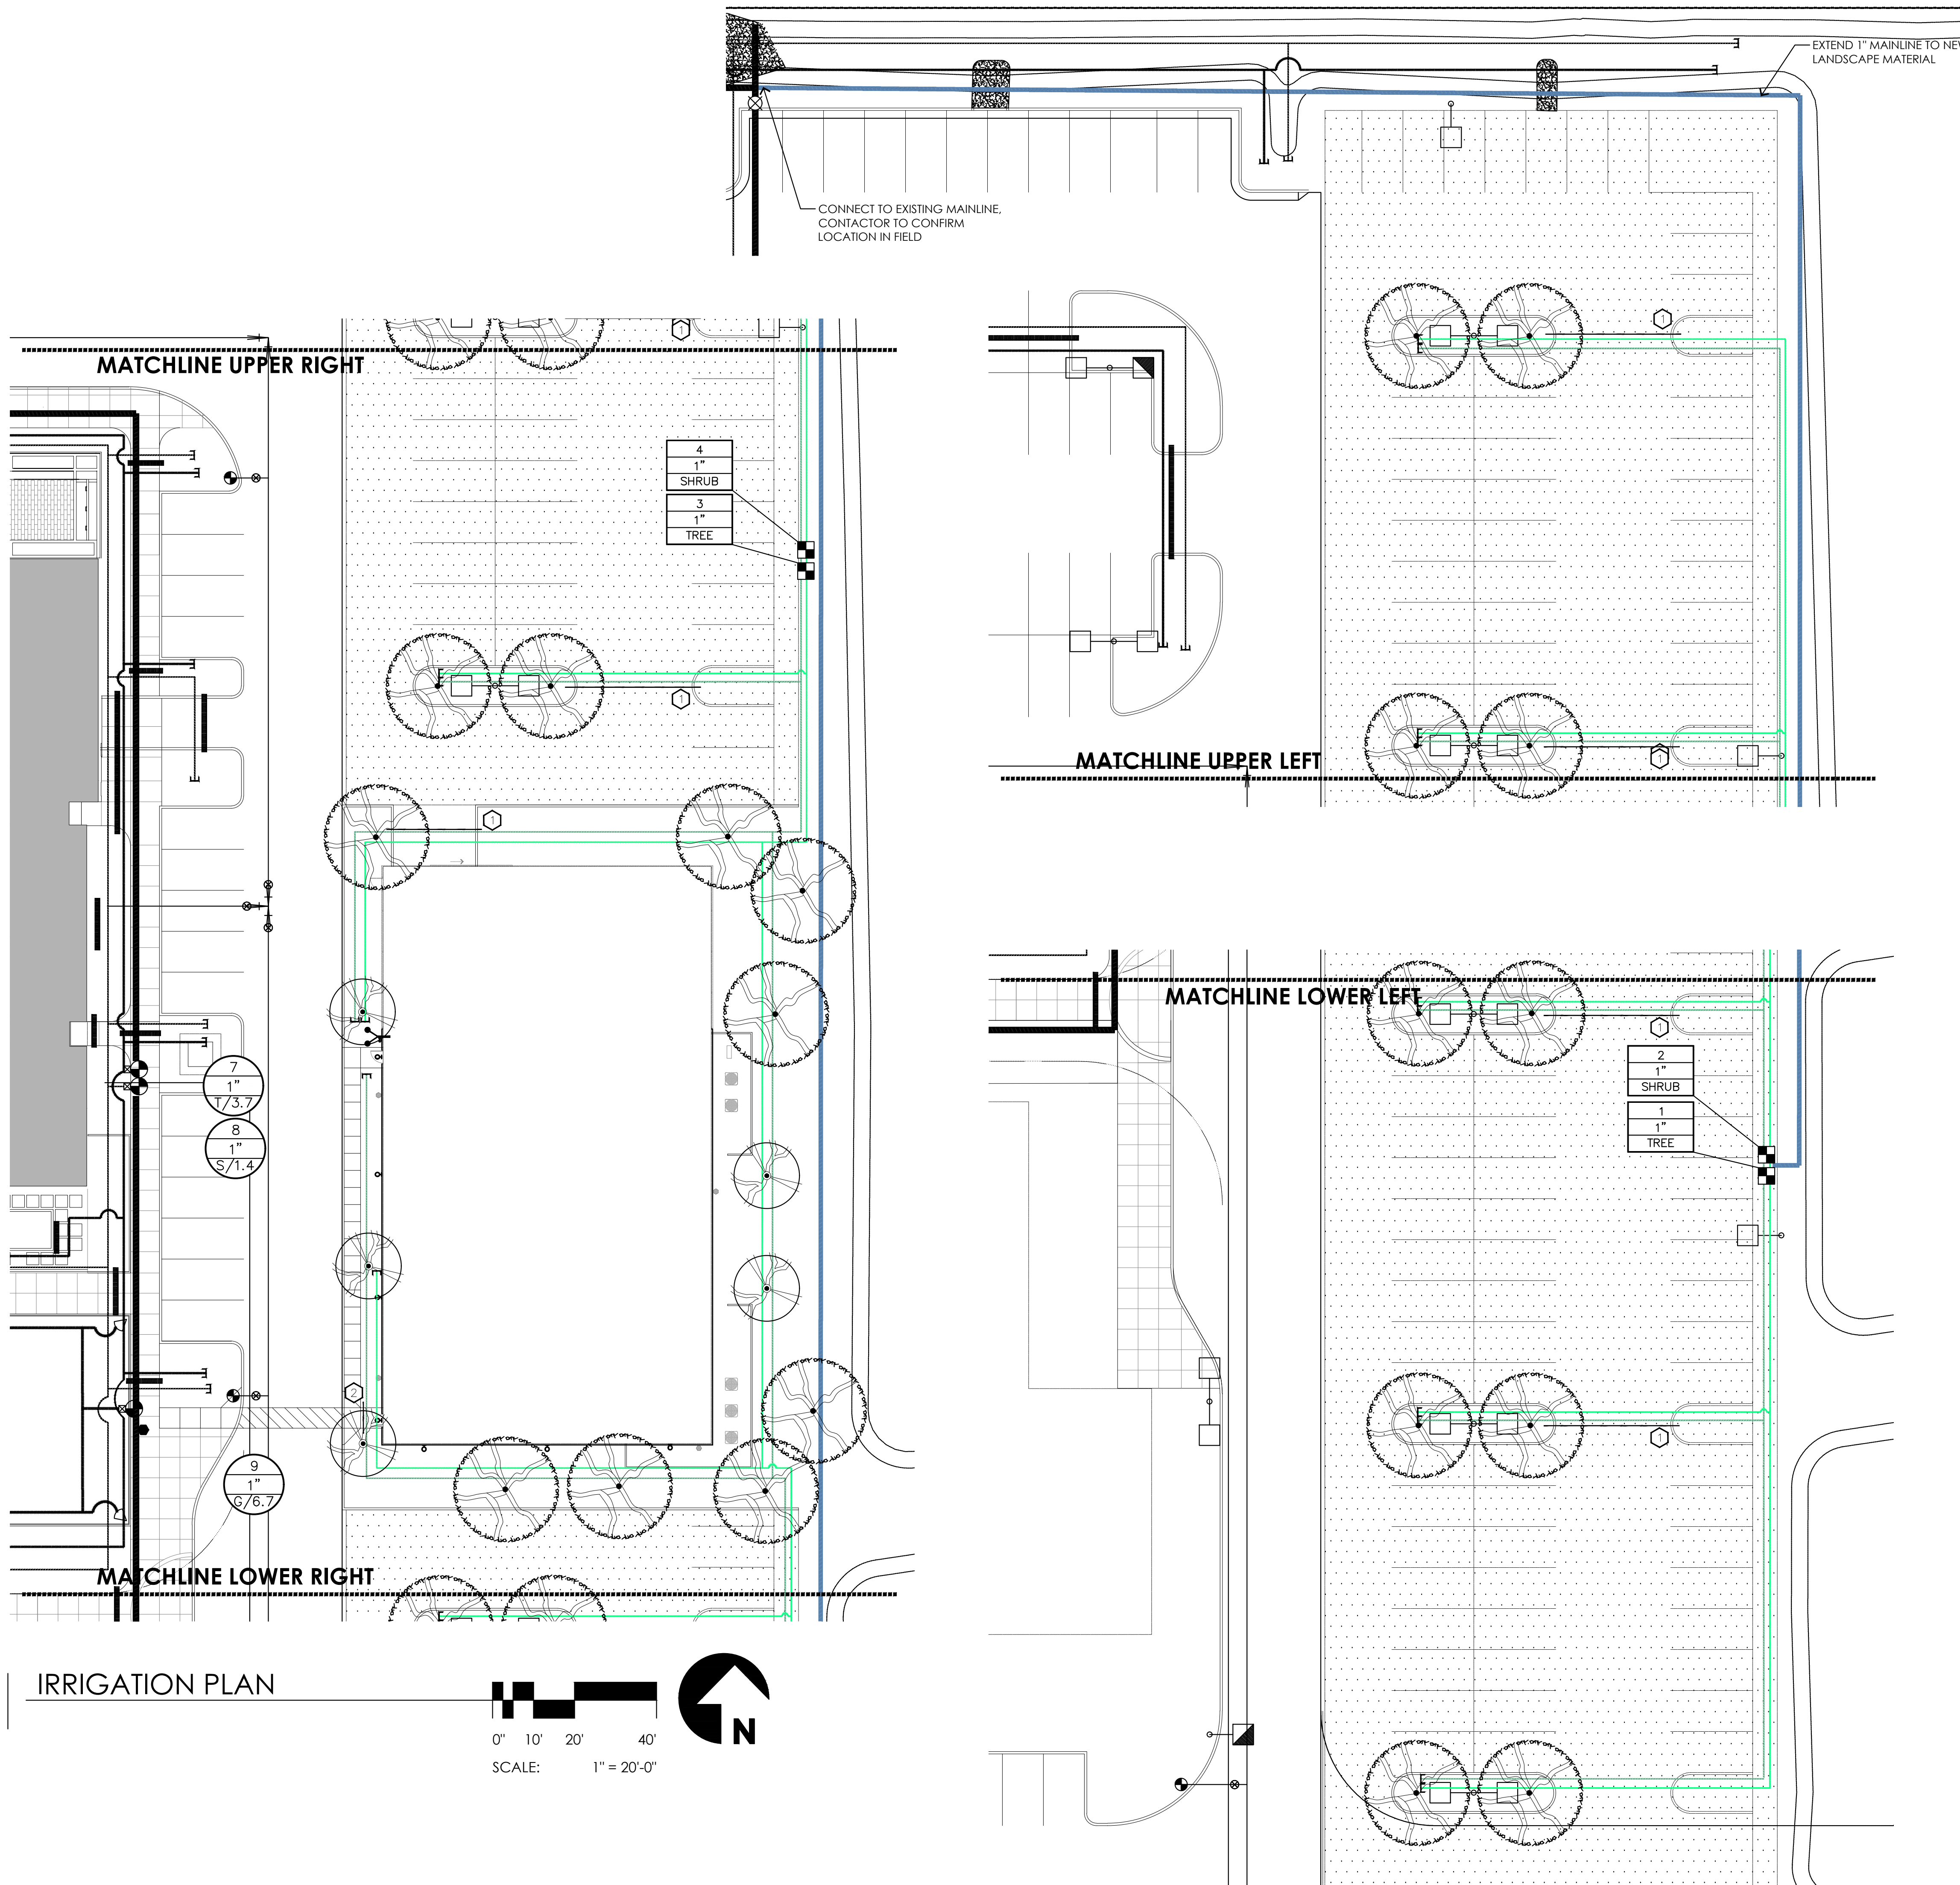 EXTEND 1" MAINLINE TO NEW
LANDSCAPE MATERIAL
CONNECT TO EXISTING MAINLINE,
CONTACTOR TO CONFIRM
LOCATION IN FIELD
1
1
MATCHLINE UPPER LEFT
1
MATCHLINE UPPER RIGHT
4
1"
SHRUB
3
1"
TREE
1
1
7
1"
T/3.7
8
1"
S/1.4
2
9
1"
G/6.7
MATCHLINE LOWER RIGHT
MATCHLINE LOWER LEFT
1
2
1"
SHRUB
1
1"
TREE
1
IRRIGATION PLAN
0" 10' 20' 40'
SCALE: 1" = 20'-0"
N